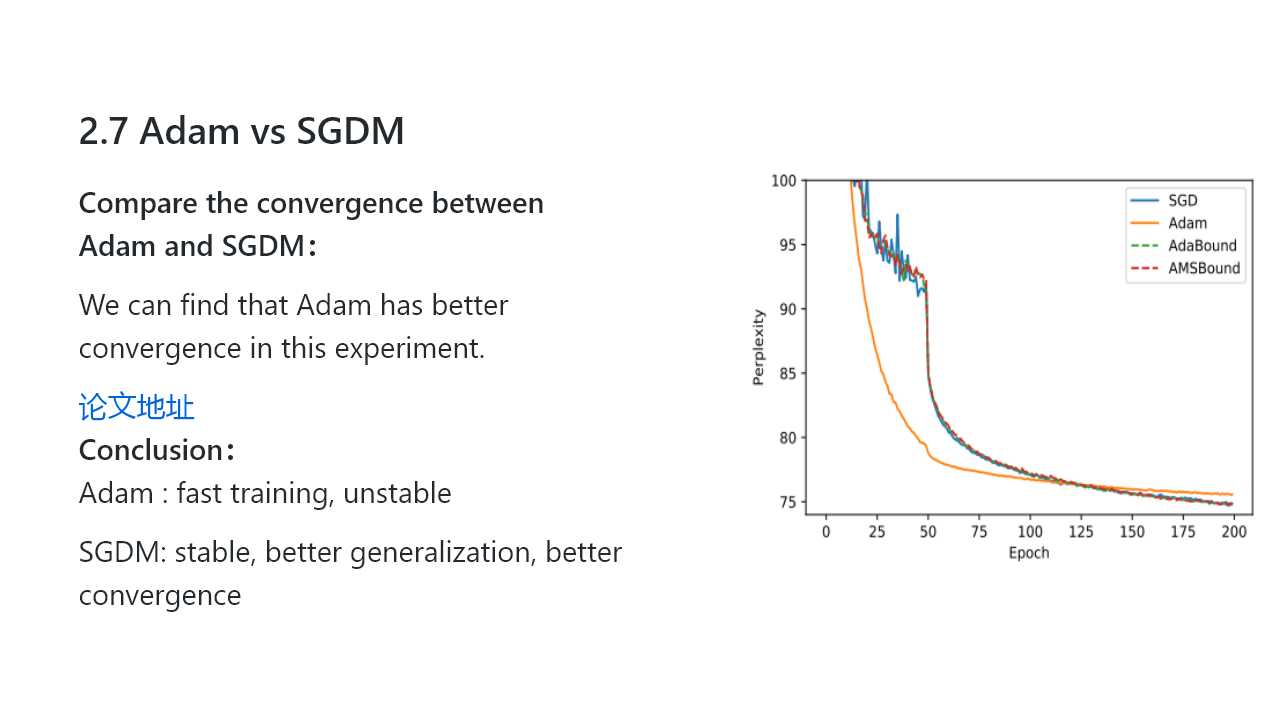 2.7 Adam vs SGDM
Compare the convergence between
Adam and SGDM：
We can find that Adam has better
convergence in this experiment.
论文地址
Conclusion：
Adam : fast training, unstable
SGDM: stable, better generalization, better
convergence
100
95
90
85
80
75
Perplexity
0 25 50 75 100 125 150 175 200
Epoch
SGD
Adam
AdaBound
AMSBound